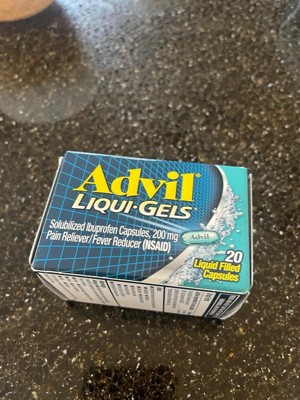 Advil®
LIQUI•GELS®
Solubilized Ibuprofen Capsules, 200 mg
Pain Reliever/Fever Reducer (NSAID)
Advil
20
Liquid Filled
Capsules